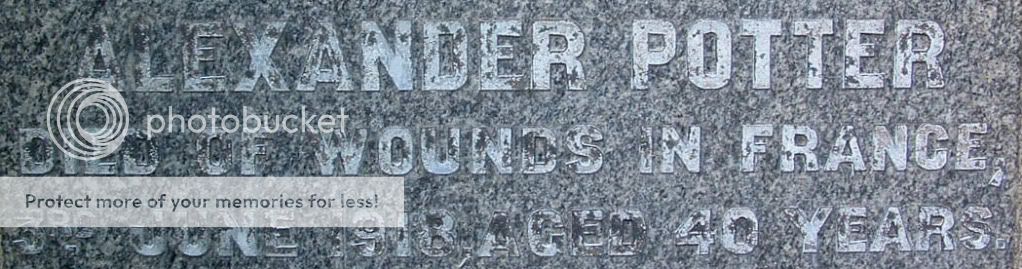 ALEXANDER POTTER
DIED OF WOUNDS IN FRANCE,
photobucket
Protect more of your memories for less!
3RD JUNE 1918, AGED 40 YEARS.